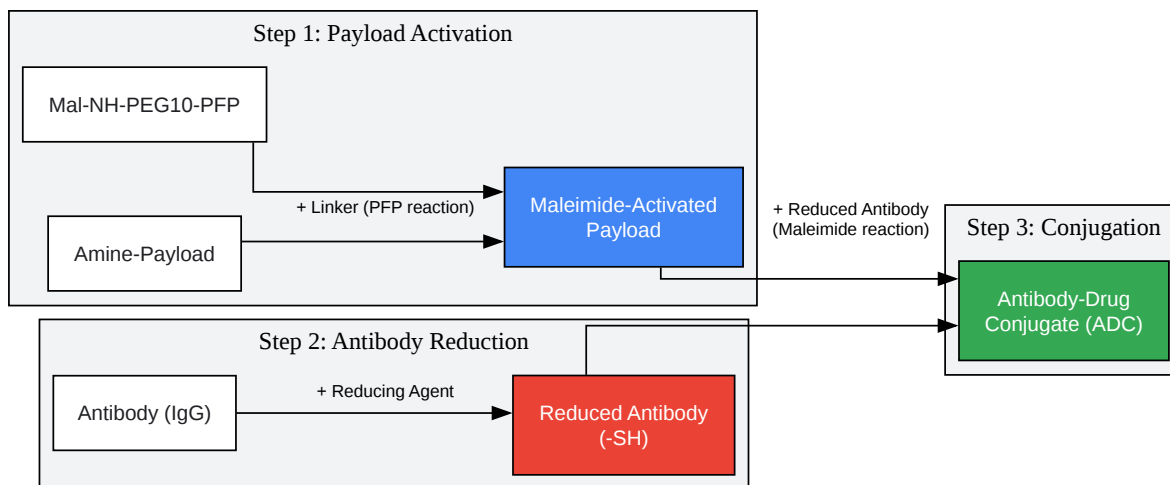 Step 1: Payload Activation
Mal-NH-PEG10-PFP
+ Linker (PFP reaction)
Amine-Payload
Maleimide-Activated
Payload
+ Reduced Antibody
(Maleimide reaction)
Step 2: Antibody Reduction
Antibody (IgG)
+ Reducing Agent
Reduced Antibody
(-SH)
Step 3: Conjugation
Antibody-Drug
Conjugate (ADC)